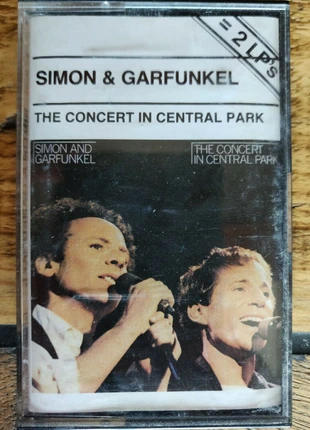 = 2 LP's
SIMON & GARFUNKEL
THE CONCERT IN CENTRAL PARK
SIMON AND
GARFUNKEL
THE CONCERT
IN CENTRAL PARK